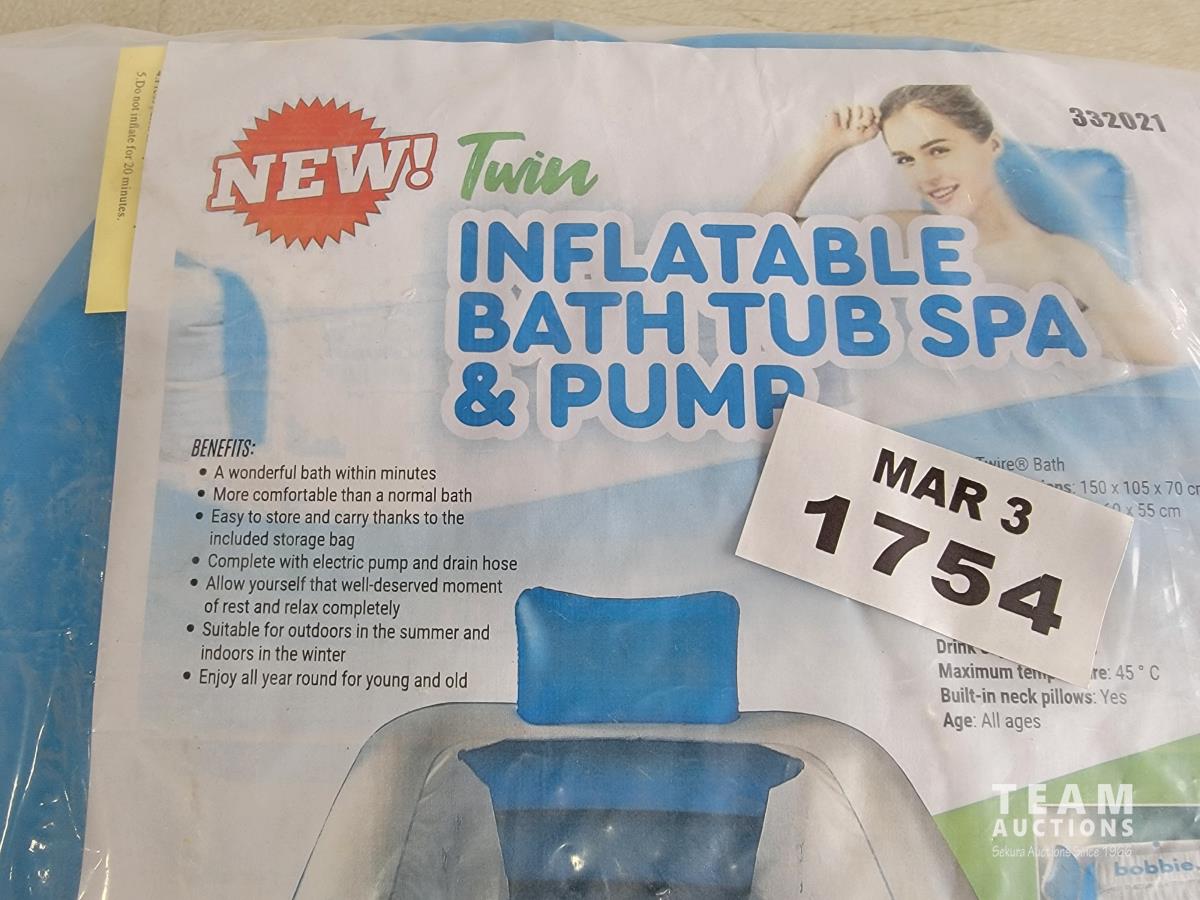 5.Do not inflate for 20 minutes.
NEW!
Twin
332021
INFLATABLE
BATH TUB SPA
& PUMP
BENEFITS:
• A wonderful bath within minutes
• More comfortable than a normal bath
• Easy to store and carry thanks to the
included storage bag
• Complete with electric pump and drain hose
• Allow yourself that well-deserved moment
of rest and relax completely
• Suitable for outdoors in the summer and
indoors in the winter
• Enjoy all year round for young and old
MAR 3
1754
Twire® Bath
150 x 105 x 70 cm
x 55 cm
Drink
Maximum temp re: 45 ° C
Built-in neck pillows: Yes
Age: All ages
TEAM
AUCTIONS
Sekura Auctions Since 1966
bobbie